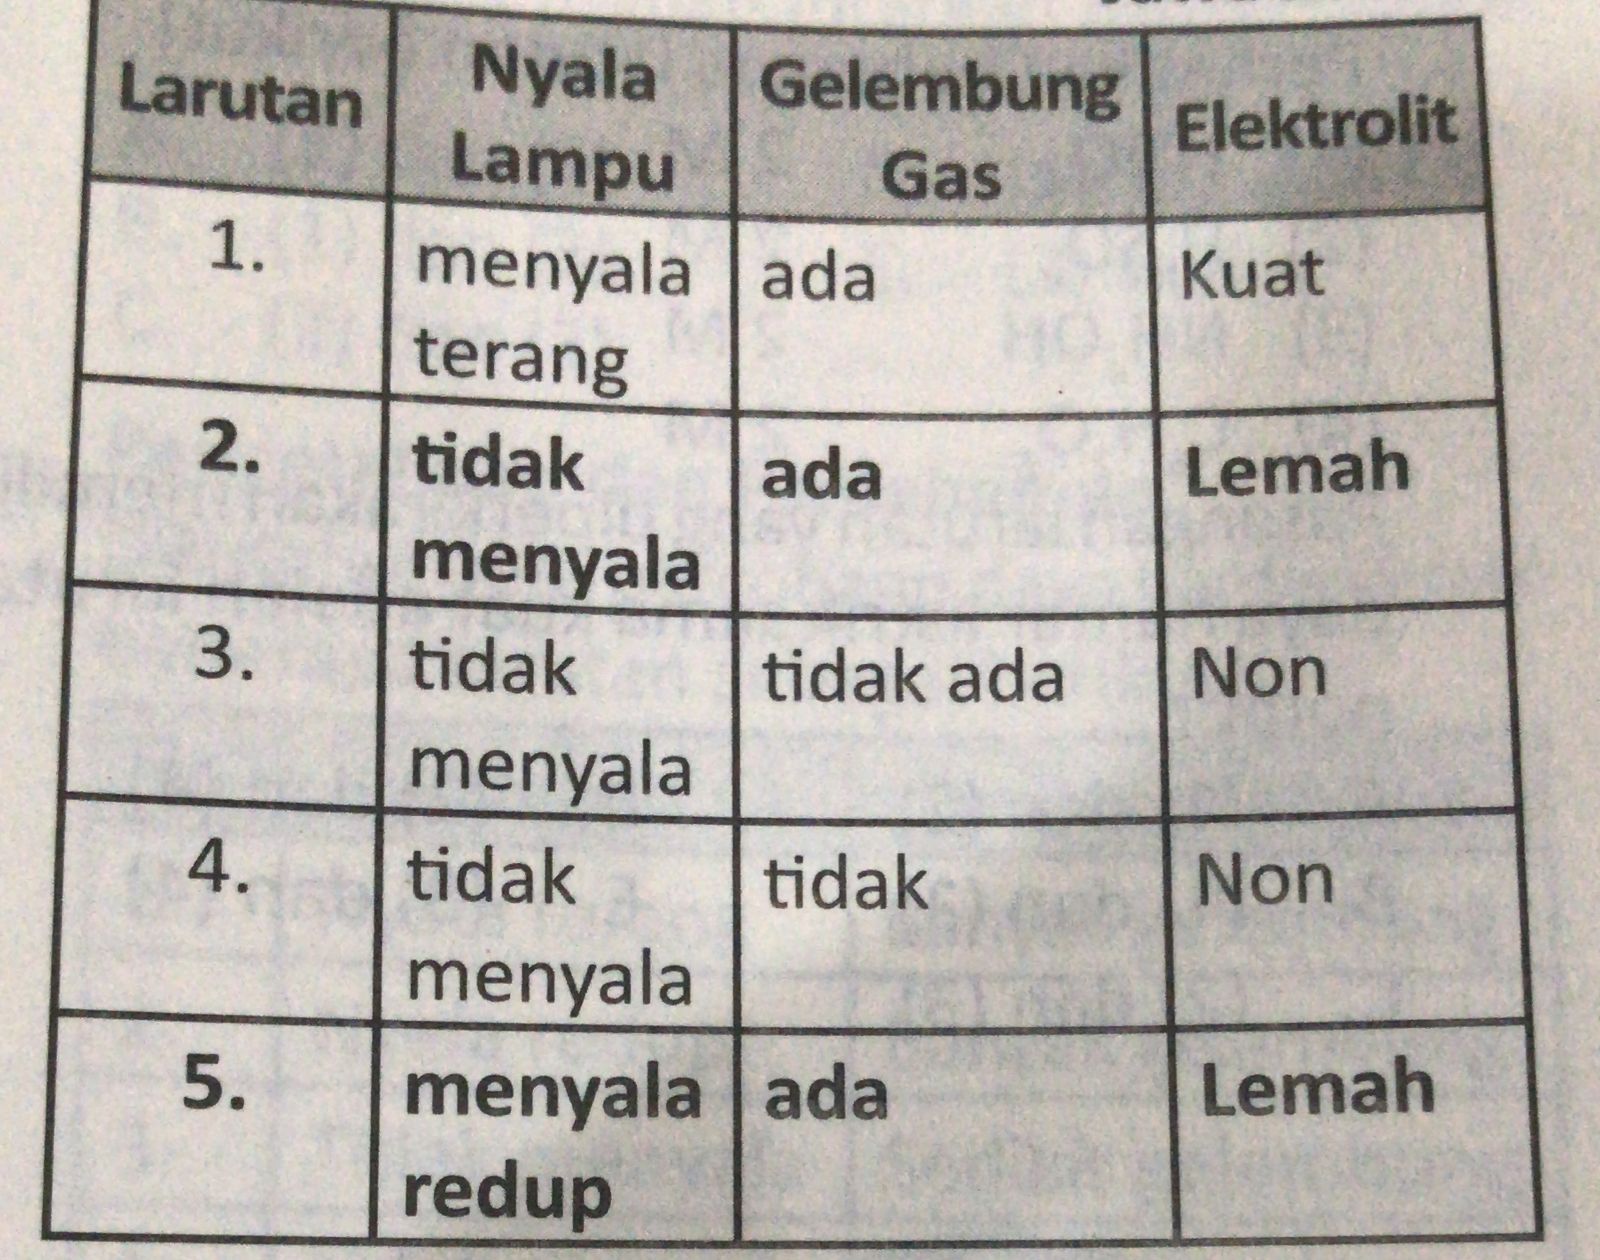 Larutan
Nyala
Lampu
Gelembung
Gas
Elektrolit
1.
menyala
terang
ada
Kuat
2.
tidak
menyala
ada
Lemah
3.
tidak
menyala
tidak ada
Non
4.
tidak
menyala
tidak
Non
5.
menyala
redup
ada
Lemah